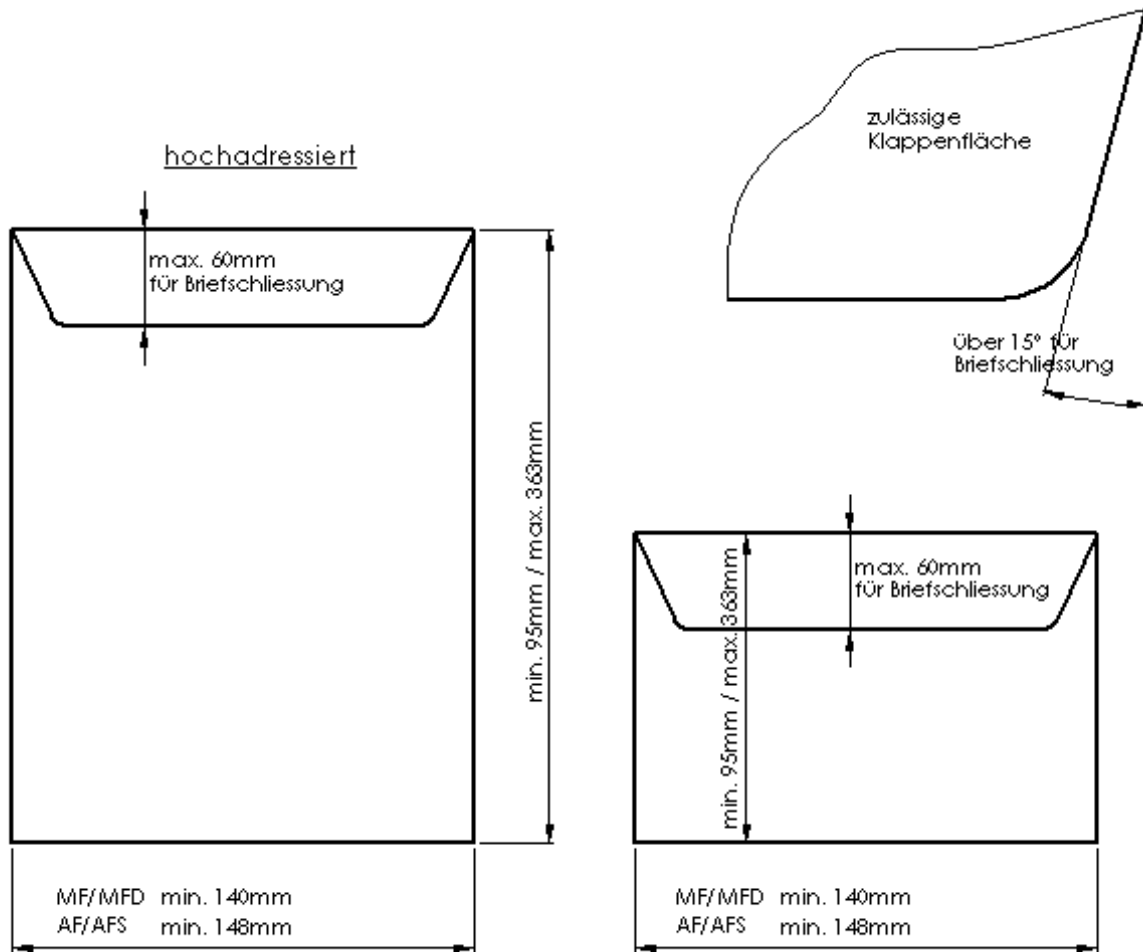 hochadressiert
max. 60mm
für Briefschliessung
min. 95mm / max. 363mm
MF/MFD min. 140mm
AF/AFS min. 148mm
zulässige
Klappenfläche
über 15° für
Briefschliessung
max. 60mm
für Briefschliessung
min. 95mm / max. 363mm
MF/MFD min. 140mm
AF/AFS min. 148mm